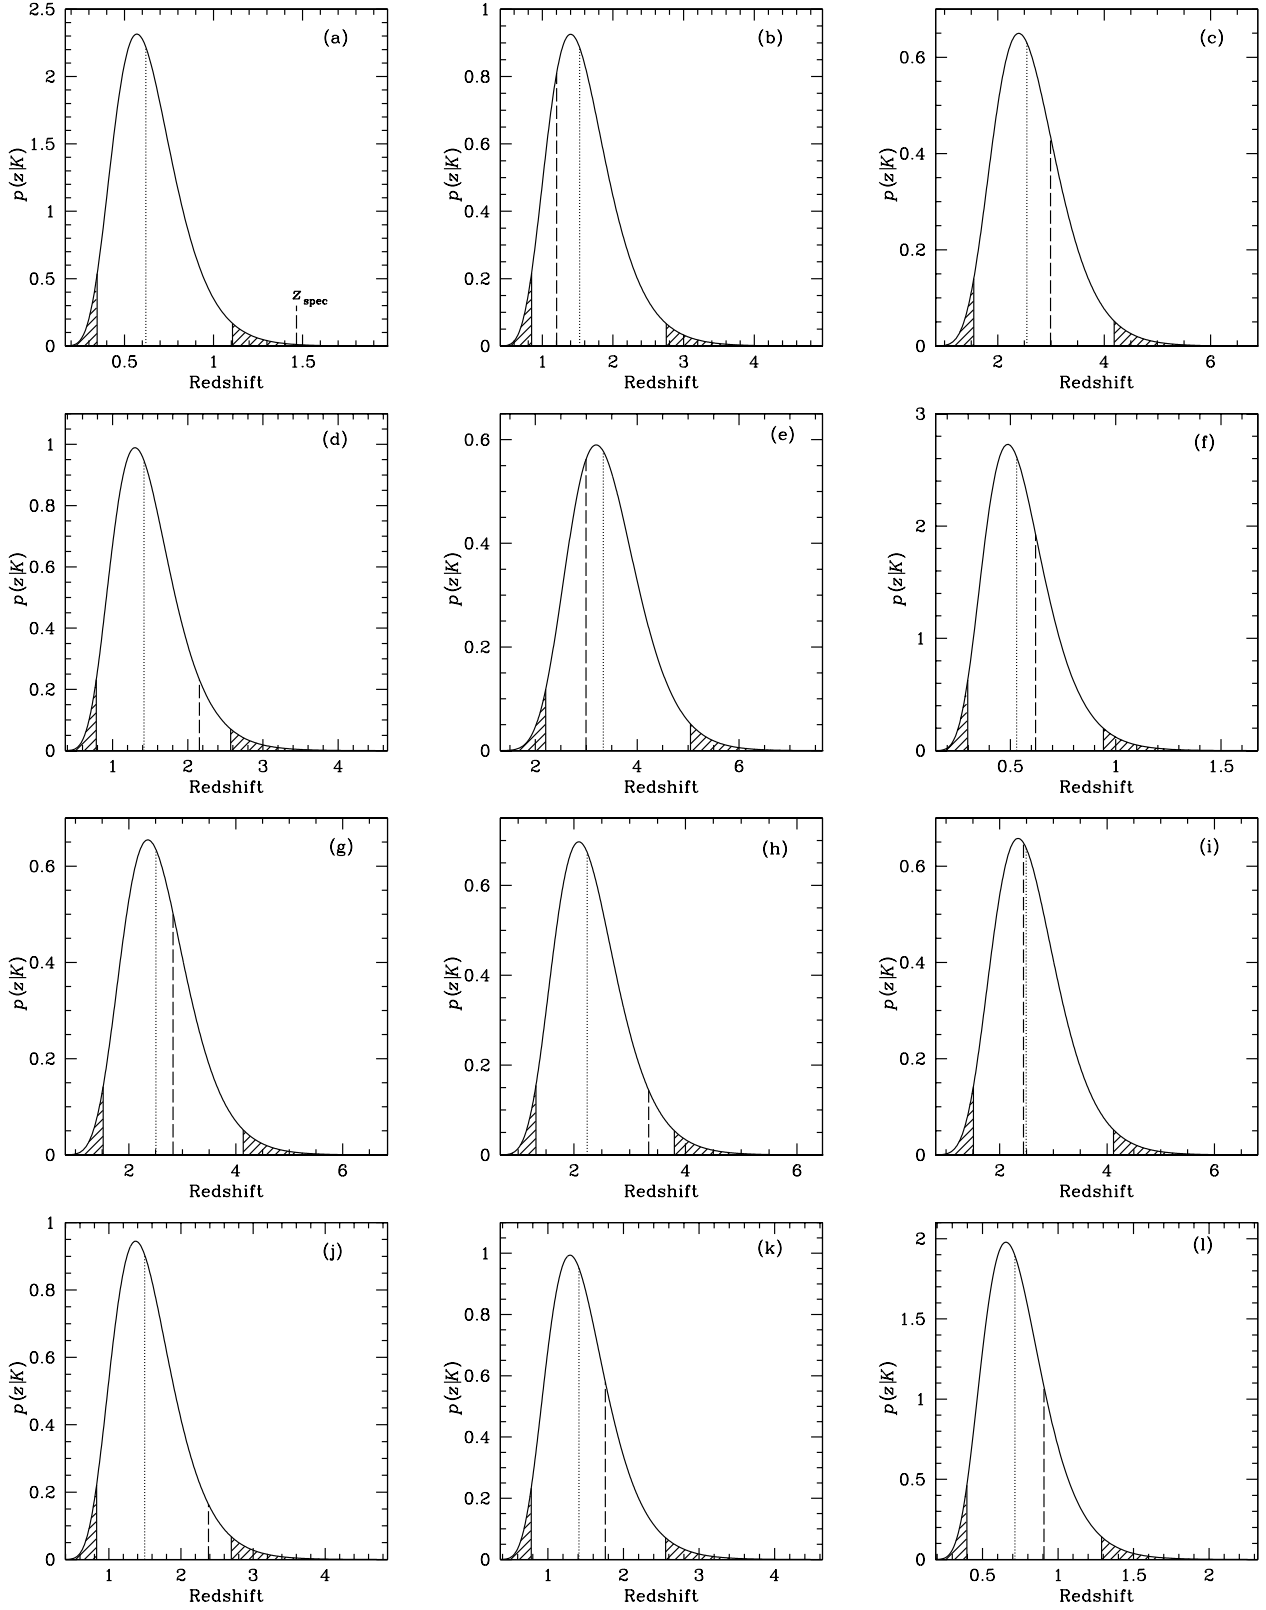 (a)
2.5
2
1.5
1
0.5
0
p(z|K)
z spec
0.5 1 1.5
Redshift
(b)
1
0.8
0.6
0.4
0.2
0
p(z|K)
1 2 3 4
Redshift
(c)
0.6
0.4
0.2
0
p(z|K)
2 4 6
Redshift
(d)
1
0.8
0.6
0.4
0.2
0
p(z|K)
1 2 3 4
Redshift
(e)
0.6
0.4
0.2
0
p(z|K)
2 4 6
Redshift
(f)
3
2
1
0
p(z|K)
0.5 1 1.5
Redshift
(g)
0.6
0.4
0.2
0
p(z|K)
2 4 6
Redshift
(h)
0.6
0.4
0.2
0
p(z|K)
2 4 6
Redshift
(i)
0.6
0.4
0.2
0
p(z|K)
2 4 6
Redshift
(j)
1
0.8
0.6
0.4
0.2
0
p(z|K)
1 2 3 4
Redshift
(k)
1
0.8
0.6
0.4
0.2
0
p(z|K)
1 2 3 4
Redshift
(l)
2
1.5
1
0.5
0
p(z|K)
0.5 1 1.5 2
Redshift